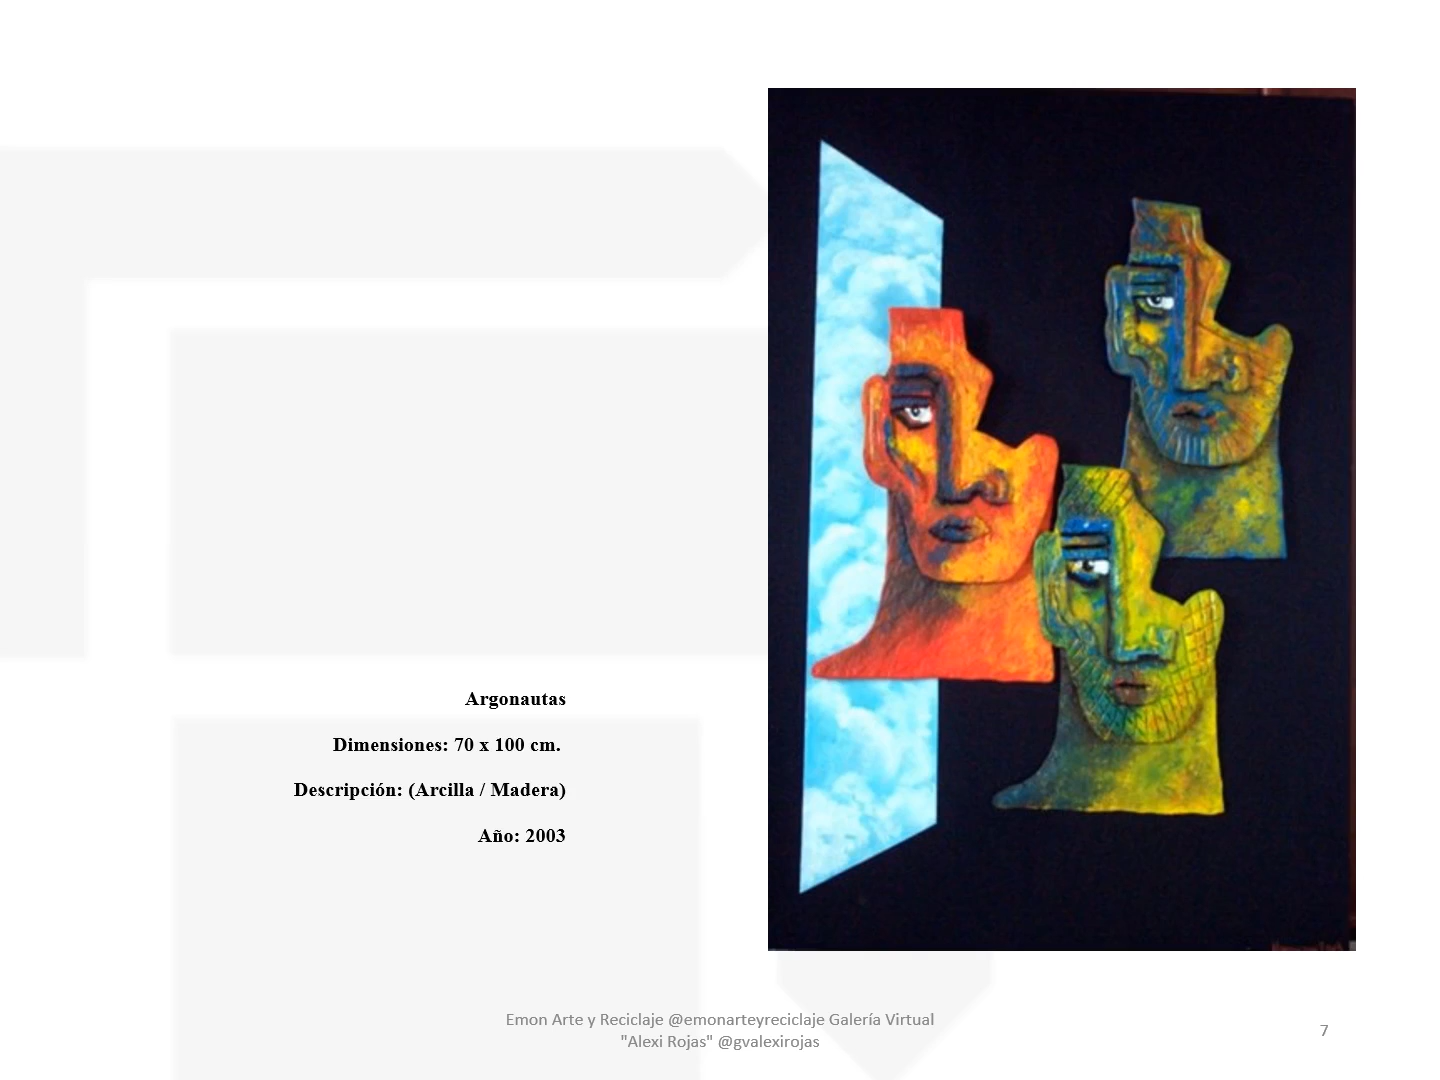 Argonautas
Dimensiones: 70 x 100 cm.
Descripción: (Arcilla / Madera)
Año: 2003
Emon Arte y Reciclaje @emonarteyreciclaje Galería Virtual
"Alexi Rojas" @gvalexirojas
7